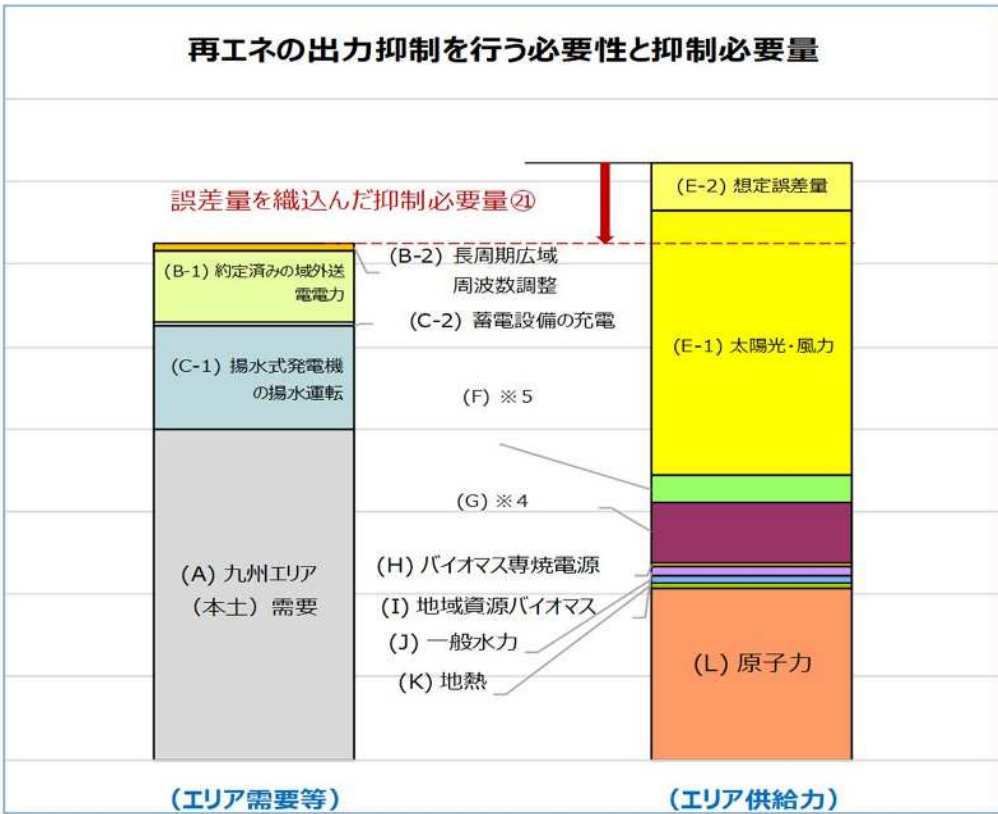 再エネの出力抑制を行う必要性と抑制必要量
誤差量を織込んだ抑制必要量㉑
(B-2) 長周期広域
周波数調整
(B-1) 約定済みの域外送
電電力
(C-2) 蓄電設備の充電
(C-1) 揚水式発電機
の揚水運転
(A) 九州エリア
（本土）需要
(E-2) 想定誤差量
(E-1) 太陽光・風力
(F) ※5
(G) ※4
(H) バイオマス専焼電源
(I) 地域資源バイオマス
(J) 一般水力
(K) 地熱
(L) 原子力
（エリア需要等）
（エリア供給力）